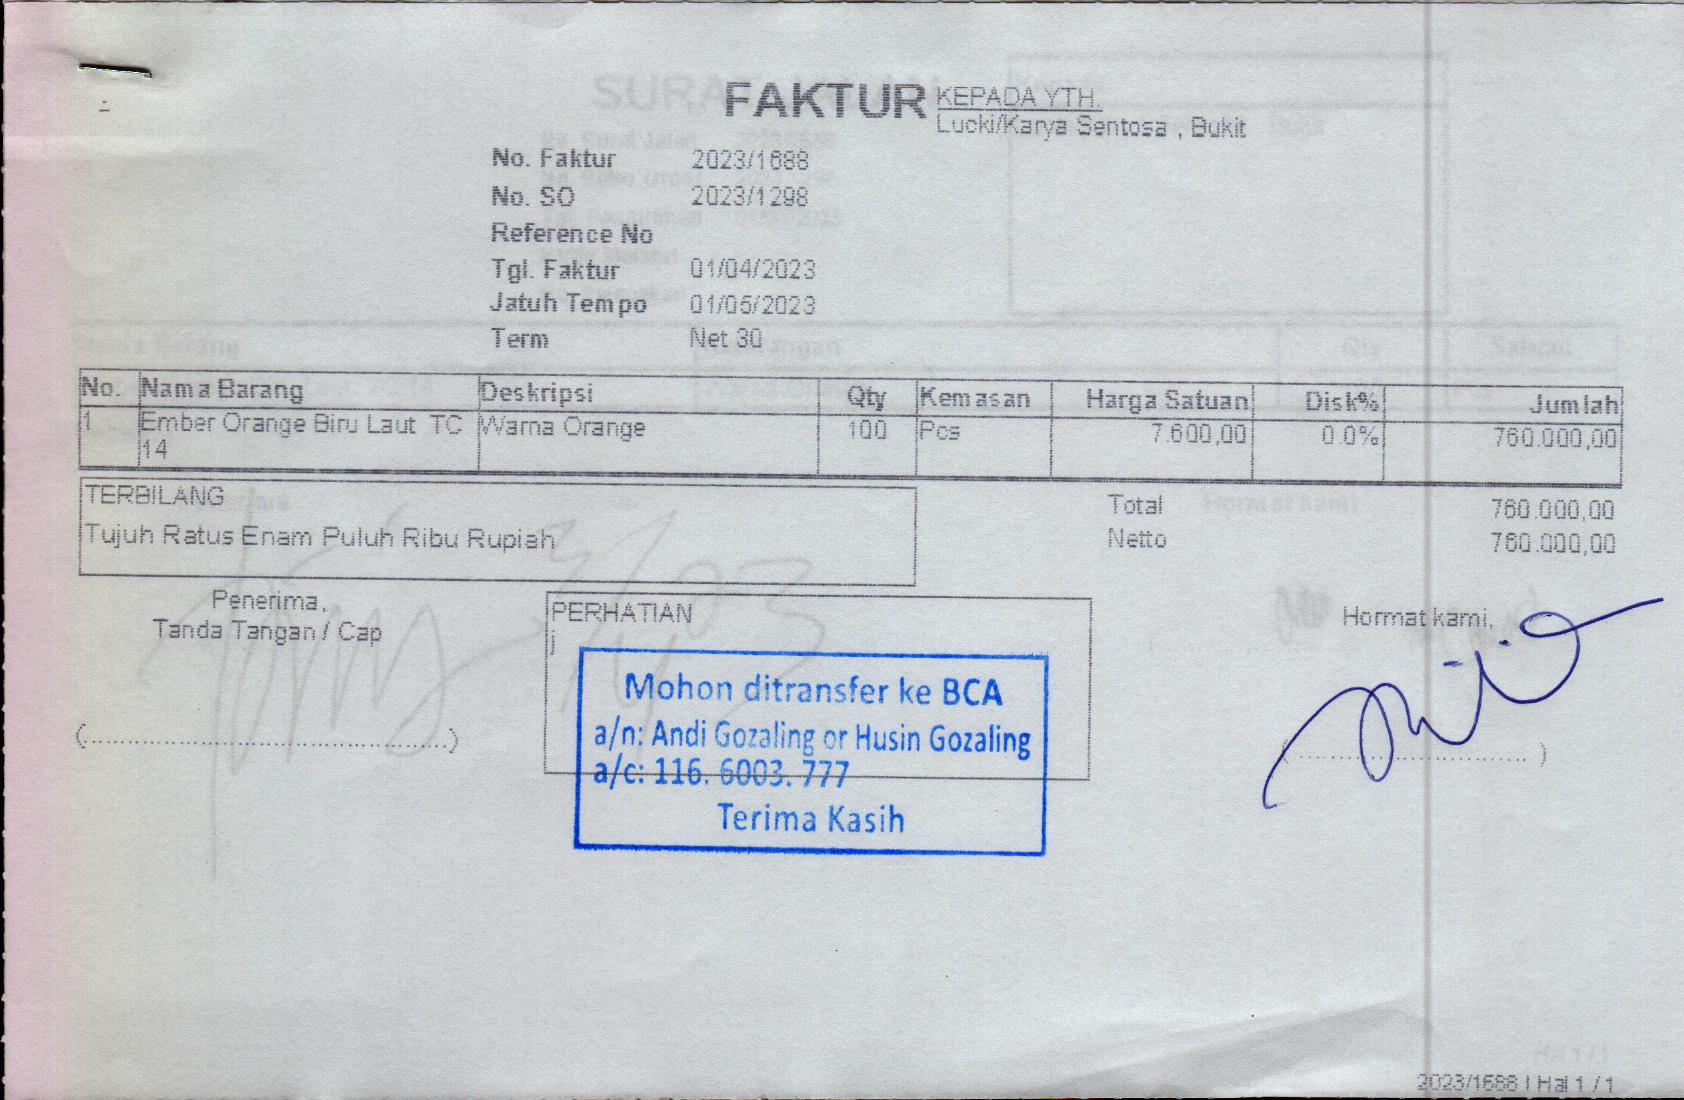 FAKTUR
KEPADA YTH.
Lucki/Karya Sentosa , Bukit
No. Faktur 2023/1688
No. SO 2023/1298
Reference No
Tgl. Faktur 01/04/2023
Jatuh Tempo 01/05/2023
Term Net 30
No. Nama Barang Deskripsi Qty Kemasan Harga Satuan Disk% Jumlah
1 Ember Orange Biru Laut TC Warna Orange 100 Pcs 7.600,00 0.0% 760.000,00
14
TERBILANG
Tujuh Ratus Enam Puluh Ribu Rupiah
Total 760.000,00
Netto 760.000,00
Penerima,
Tanda Tangan / Cap
PERHATIAN
j
Hormat kami,
Mohon ditransfer ke BCA
a/n: Andi Gozaling or Husin Gozaling
a/c: 116. 6003. 777
Terima Kasih
(............................................)
(............................................)
2023/1688 | Hal 1 / 1